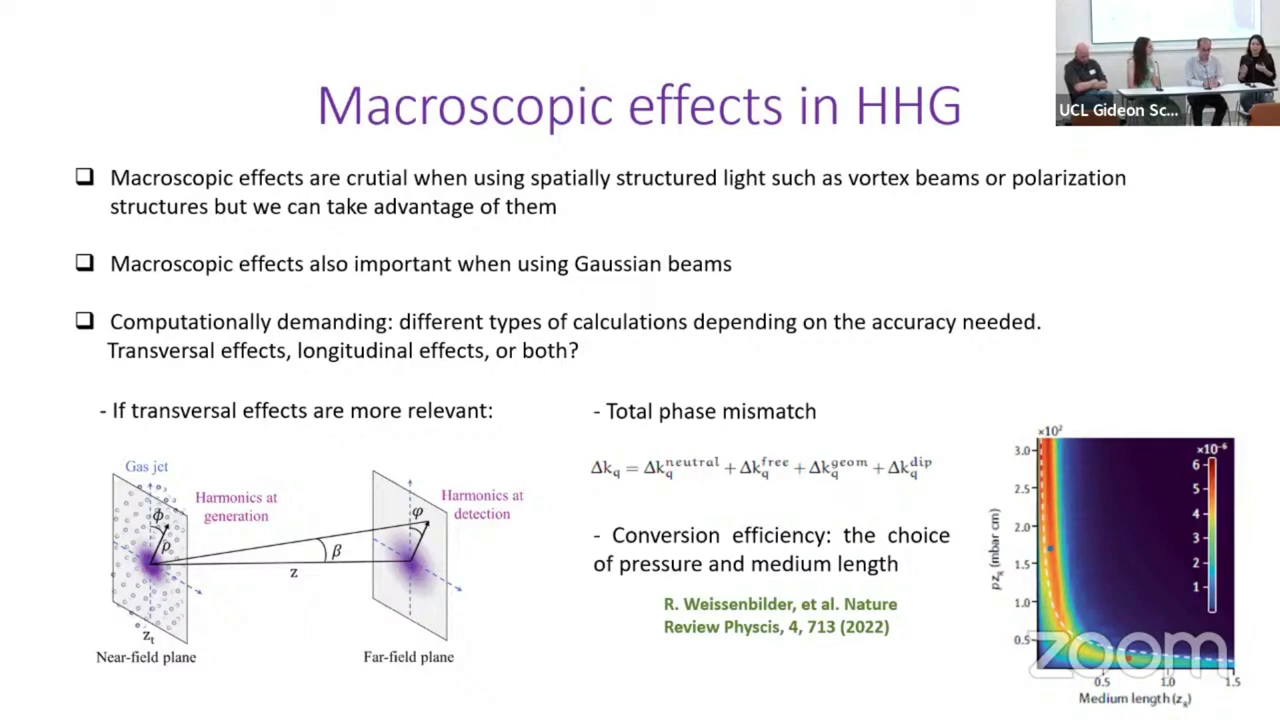 UCL Gideon Sc...
Macroscopic effects in HHG
Macroscopic effects are crutial when using spatially structured light such as vortex beams or polarization
structures but we can take advantage of them
Macroscopic effects also important when using Gaussian beams
Computationally demanding: different types of calculations depending on the accuracy needed.
Transversal effects, longitudinal effects, or both?
- If transversal effects are more relevant:
Gas jet
Harmonics at
generation
Harmonics at
detection
ϕ
ρ
β
φ
z
z_t
Near-field plane
Far-field plane
- Total phase mismatch
Δk_q = Δk_q^neutral + Δk_q^free + Δk_q^geom + Δk_q^dip
- Conversion efficiency: the choice
of pressure and medium length
R. Weissenbilder, et al. Nature
Review Physcis, 4, 713 (2022)
×10²
3.0
2.5
2.0
1.5
1.0
0.5
pz_R (mbar cm)
×10⁻⁶
6
5
4
3
2
1
0.5
1.0
1.5
Medium length (z_R)
zoom